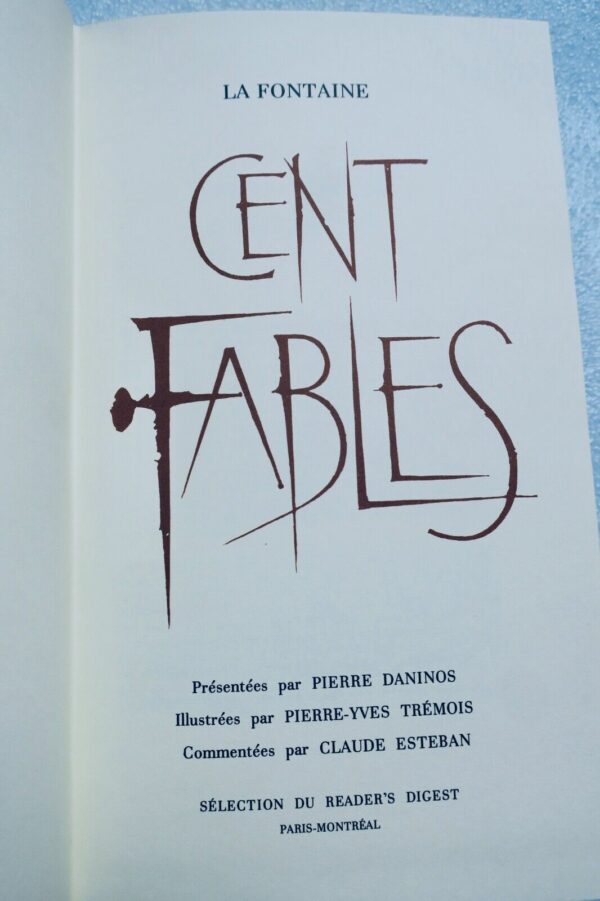 LA FONTAINE
CENT
FABLES
Présentées par PIERRE DANINOS
Illustrées par PIERRE-YVES TRÉMOIS
Commentées par CLAUDE ESTEBAN
SÉLECTION DU READER'S DIGEST
PARIS-MONTRÉAL